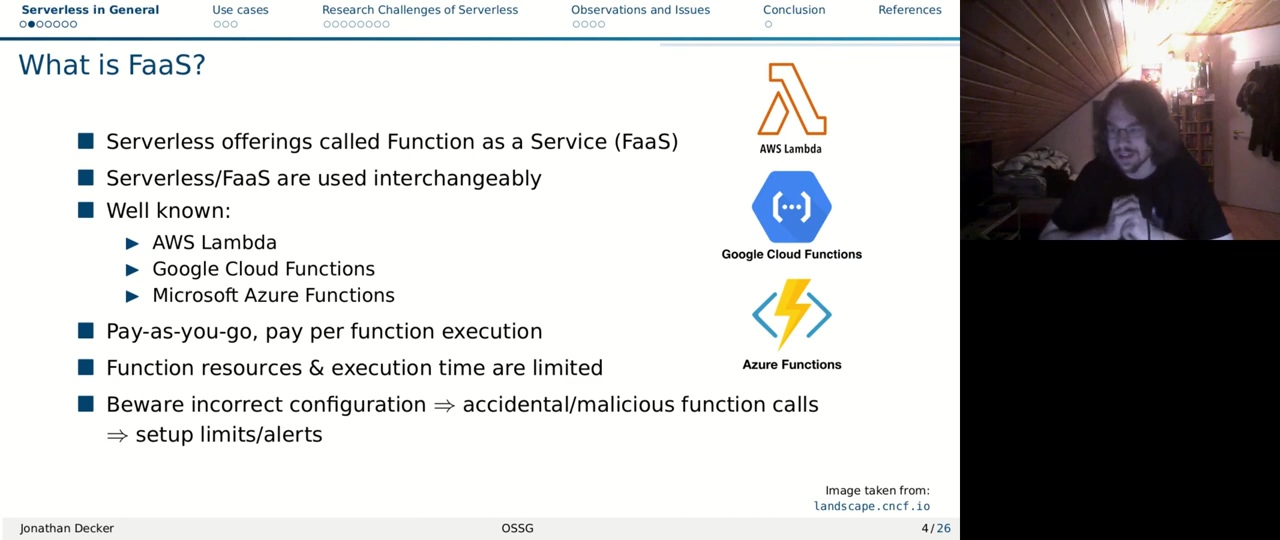 Serverless in General Use cases Research Challenges of Serverless Observations and Issues Conclusion References
What is FaaS?
Serverless offerings called Function as a Service (FaaS)
Serverless/FaaS are used interchangeably
Well known:
AWS Lambda
Google Cloud Functions
Microsoft Azure Functions
Pay-as-you-go, pay per function execution
Function resources & execution time are limited
Beware incorrect configuration ⇒ accidental/malicious function calls
⇒ setup limits/alerts
AWS Lambda
Google Cloud Functions
Azure Functions
Image taken from:
landscape.cncf.io
Jonathan Decker OSSG 4/26